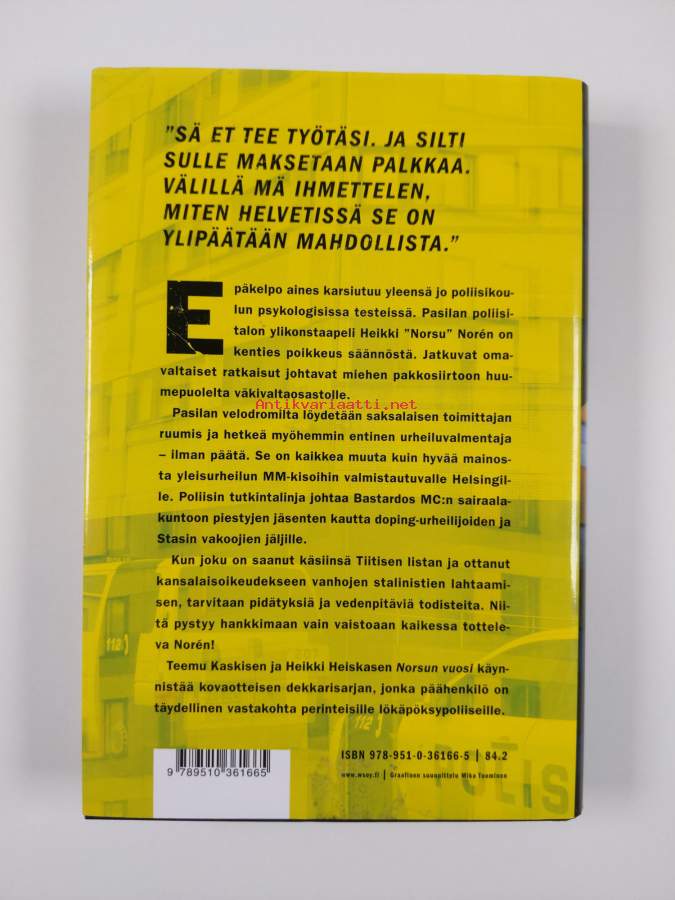 "SÄ ET TEE TYÖTÄSI. JA SILTI
SULLE MAKSETAAN PALKKAA.
VÄLILLÄ MÄ IHMETTELEN,
MITEN HELVETISSÄ SE ON
YLIPÄÄTÄÄN MAHDOLLISTA."
Epäkelpo aines karsiutuu yleensä jo poliisikou-
lun psykologisissa testeissä. Pasilan poliisi-
talon ylikonstaapeli Heikki "Norsu" Norén on
kenties poikkeus säännöstä. Jatkuvat oma-
valtaiset ratkaisut johtavat miehen pakkosiirtoon huu-
mepuolelta väkivaltaosastolle.
Antikvariaatti.net
Pasilan velodromilta löydetään saksalaisen toimittajan
ruumis ja hetkeä myöhemmin entinen urheiluvalmentaja
– ilman päätä. Se on kaikkea muuta kuin hyvää mainos-
ta yleisurheilun MM-kisoihin valmistautuvalle Helsingil-
le. Poliisin tutkintalinja johtaa Bastardos MC:n sairaala-
kuntoon piestyjen jäsenten kautta doping-urheilijoiden ja
Stasin vakoojien jäljille.
Kun joku on saanut käsiinsä Tiitisen listan ja ottanut
kansalaisoikeudekseen vanhojen stalinistien lahtaami-
sen, tarvitaan pidätyksiä ja vedenpitäviä todisteita. Nii-
tä pystyy hankkimaan vain vaistoaan kaikessa totte-
leva Norén!
Teemu Kaskisen ja Heikki Heiskasen Norsun vuosi käyn-
nistää kovaotteisen dekkarisarjan, jonka päähenkilö on
täydellinen vastakohta perinteisille lökäpöksypoliiseille.
112
112
ISBN 978-951-0-36166-5 | 84.2
www.wsoy.fi | Graafinen suunnittelu Mika Tuominen
9 789510 361665
POLIS